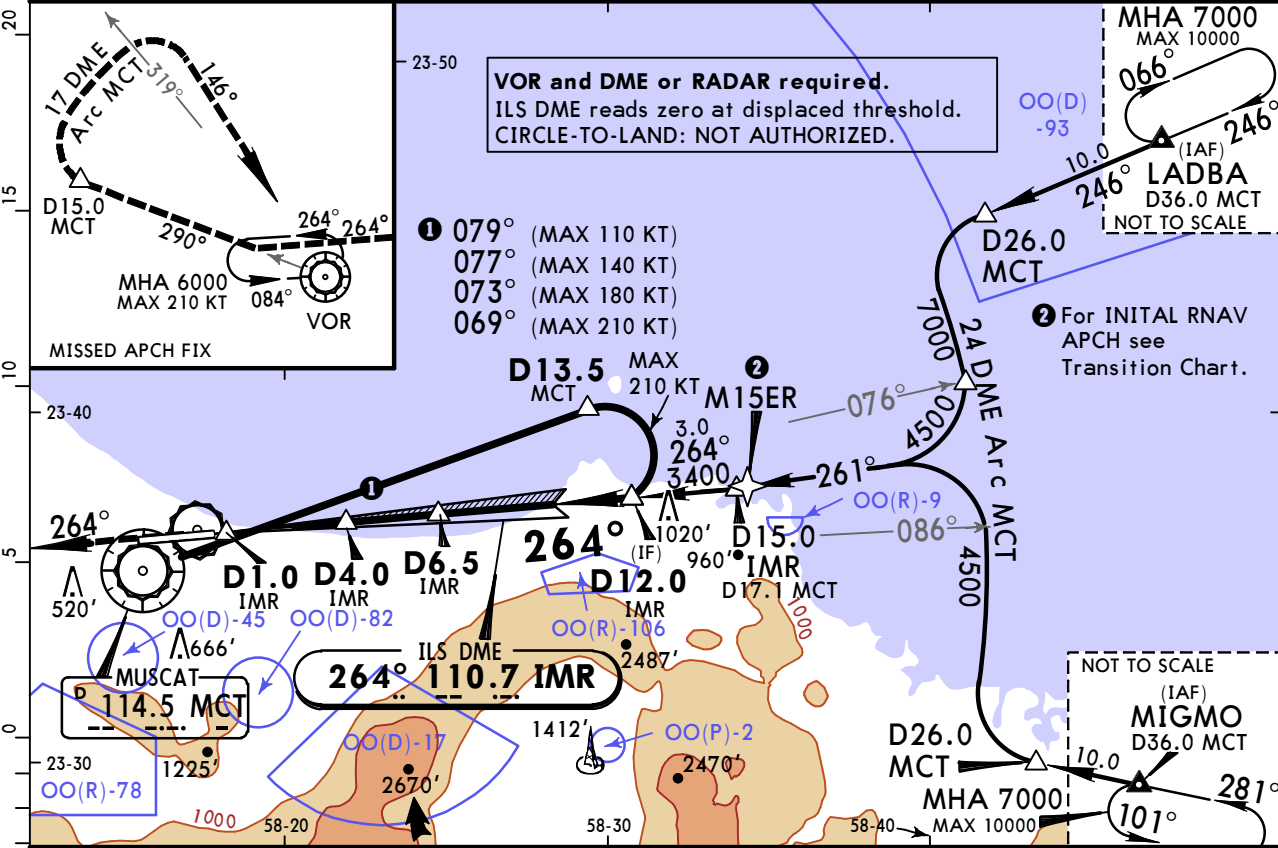 20
15
10
5
0
17 DME
Arc MCT
319°
146°
D15.0
MCT
290°
264°
264°
MHA 6000
MAX 210 KT
084°
VOR
MISSED APCH FIX
23-50
VOR and DME or RADAR required.
ILS DME reads zero at displaced threshold.
CIRCLE-TO-LAND: NOT AUTHORIZED.
OO(D)
-93
MHA 7000
MAX 10000
066°
246°
(IAF)
LADBA
D36.0 MCT
NOT TO SCALE
10.0
246°
D26.0
MCT
1 079° (MAX 110 KT)
077° (MAX 140 KT)
073° (MAX 180 KT)
069° (MAX 210 KT)
7000
24 DME Arc MCT
2 For INITAL RNAV
APCH see
Transition Chart.
D13.5
MCT
MAX
210 KT
2
M15ER
076°
4500
23-40
3.0
264°
3400
261°
1
OO(R)-9
086°
264°
1020'
264°
(IF)
960'
D15.0
IMR
D17.1 MCT
D1.0
IMR
D4.0
IMR
D6.5
IMR
D12.0
IMR
4500
520'
OO(D)-45
OO(D)-82
OO(R)-106
1000
666'
2487'
MUSCAT
D 114.5 MCT
ILS DME
264° 110.7 IMR
NOT TO SCALE
(IAF)
MIGMO
D36.0 MCT
1412'
OO(P)-2
OO(D)-17
D26.0
MCT
10.0
1225'
23-30
OO(R)-78
2670'
2470'
281°
MHA 7000
MAX 10000
101°
1000
58-20
58-30
58-40